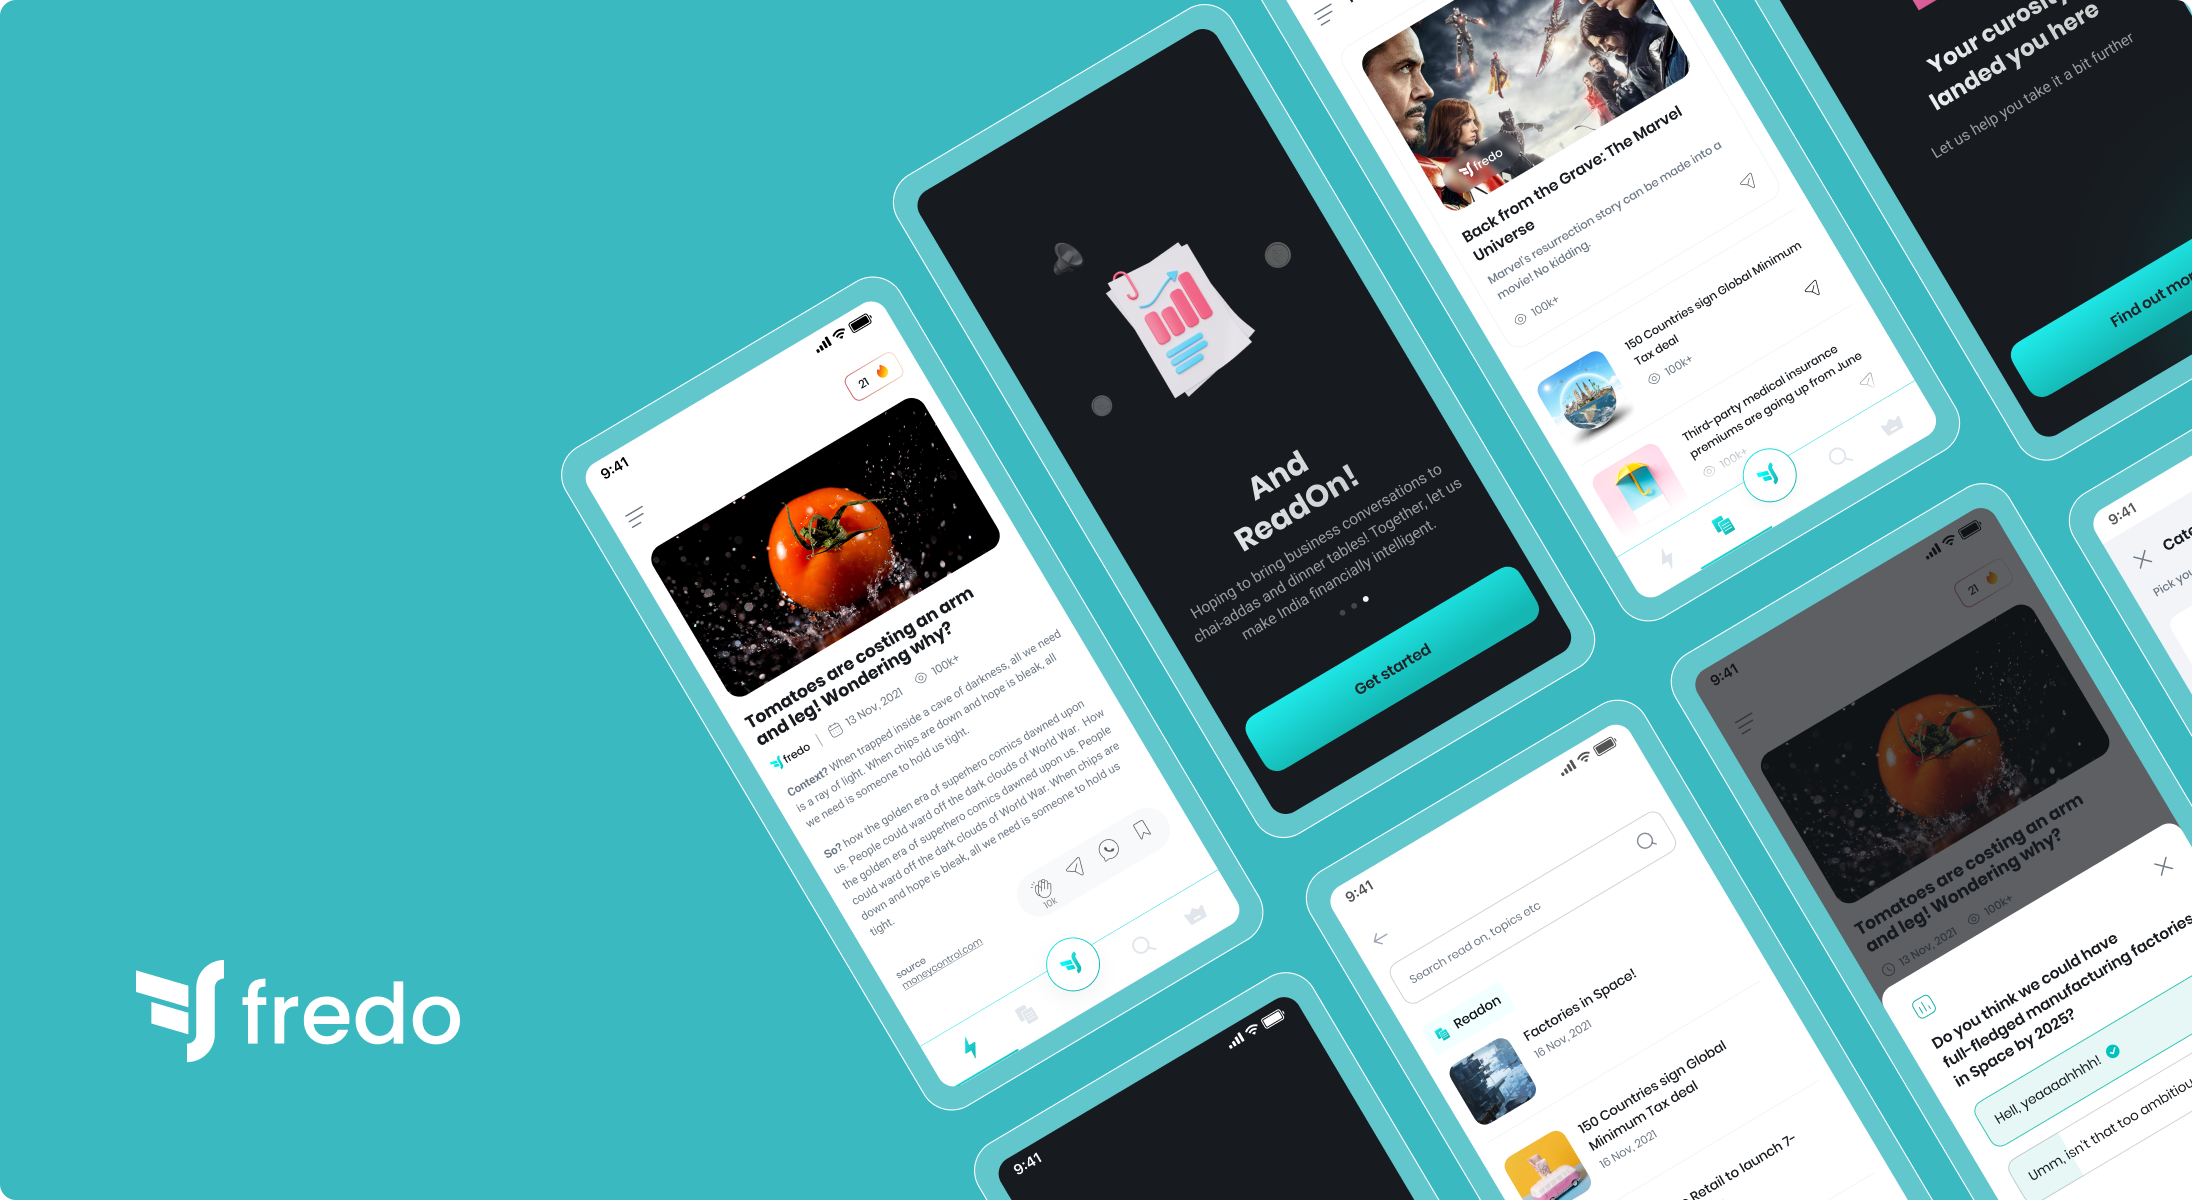 fredo
9:41
21
Tomatoes are costing an arm
and leg! Wondering why?
fredo
13 Nov, 2021
100k+
Context? When trapped inside a cave of darkness, all we need
is a ray of light. When chips are down and hope is bleak, all
we need is someone to hold us tight.
So? how the golden era of superhero comics dawned upon
us. People could ward off the dark clouds of World War. How
the golden era of superhero comics dawned upon us. People
could ward off the dark clouds of World War. When chips are
down and hope is bleak, all we need is someone to hold us
tight.
10k
source
moneycontrol.com
And
ReadOn!
Hoping to bring business conversations to
chai-addas and dinner tables! Together, let us
make India financially intelligent.
Get started
fredo
Back from the Grave: The Marvel
Universe
Marvel's resurrection story can be made into a
movie! No kidding.
100k+
150 Countries sign Global Minimum
Tax deal
100k+
Third-party medical insurance
premiums are going up from June
100k+
Your curosity
landed you here
Let us help you take it a bit further
Find out mor
9:41
9:41
Search read on, topics etc
Readon
Factories in Space!
16 Nov, 2021
150 Countries sign Global
Minimum Tax deal
16 Nov, 2021
Retail to launch 7-
9:41
21
Tomatoes are costing an arm
and leg! Wondering why?
13 Nov, 2021
100k+
Do you think we could have
full-fledged manufacturing factories
in Space by 2025?
Hell, yeaaaahhhh!
Umm, isn't that too ambitiou
9:41
Cate
Pick you